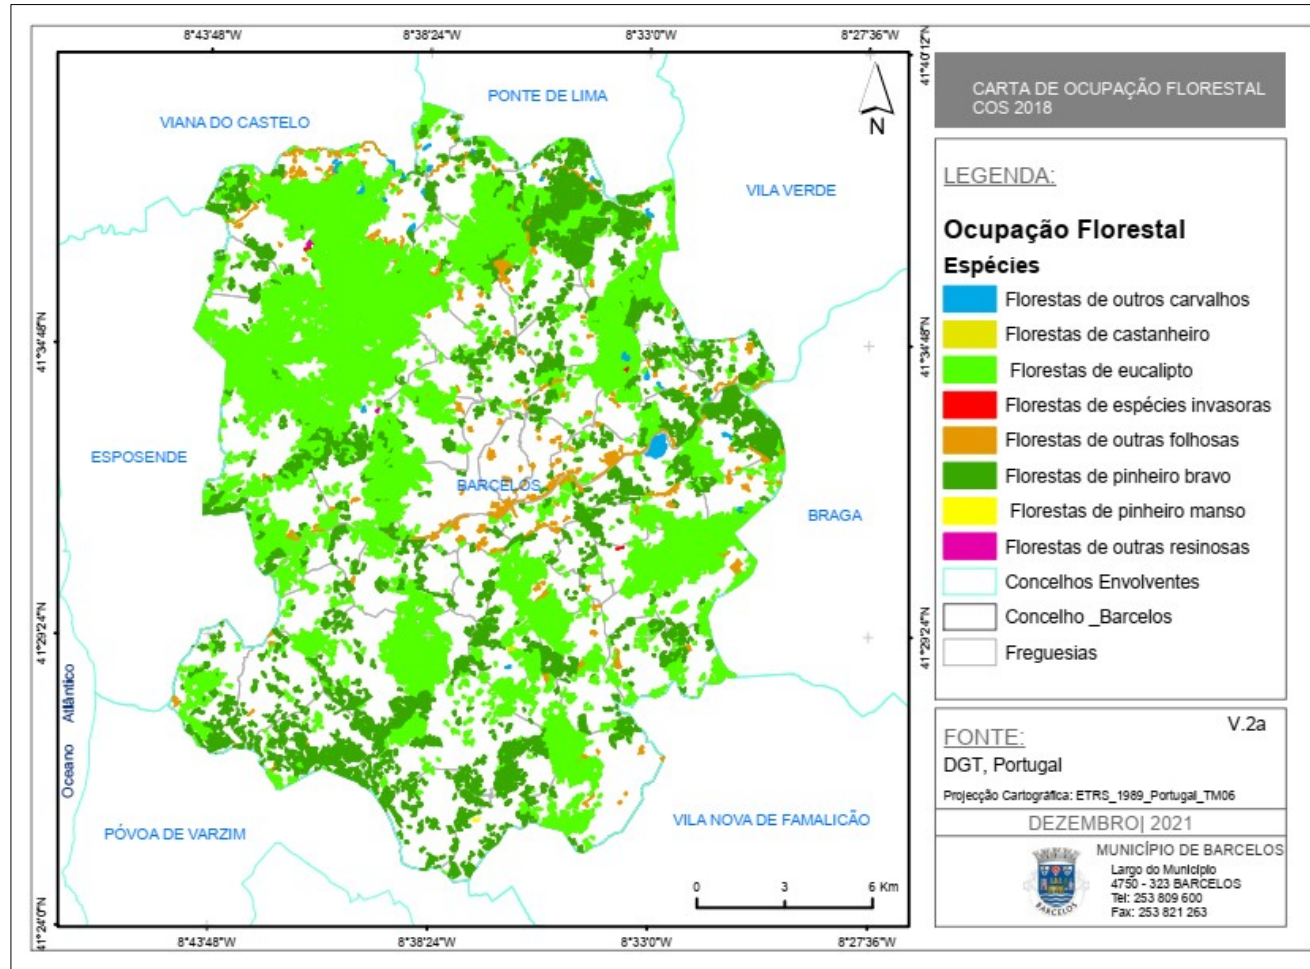 8°43'48"W
8°38'24"W
8°33'0"W
8°27'36"W
41°40'12"N
41°34'48"N
41°34'48"N
41°29'24"N
41°29'24"N
41°24'0"N
8°43'48"W
8°38'24"W
8°33'0"W
8°27'36"W
PONTE DE LIMA
VIANA DO CASTELO
N
VILA VERDE
ESPOSENDE
BARCELOS
BRAGA
Oceano Atlântico
PÓVOA DE VARZIM
VILA NOVA DE FAMALICÃO
0 3 6 Km
CARTA DE OCUPAÇÃO FLORESTAL
COS 2018
LEGENDA:
Ocupação Florestal
Espécies
Florestas de outros carvalhos
Florestas de castanheiro
Florestas de eucalipto
Florestas de espécies invasoras
Florestas de outras folhosas
Florestas de pinheiro bravo
Florestas de pinheiro manso
Florestas de outras resinosas
Concelhos Envolventes
Concelho _Barcelos
Freguesias
V.2a
FONTE:
DGT, Portugal
Projecção Cartográfica: ETRS_1989_Portugal_TM06
DEZEMBRO| 2021
MUNICÍPIO DE BARCELOS
Largo do Município
4750 - 323 BARCELOS
Tel: 253 809 600
Fax: 253 821 263
BARCELOS